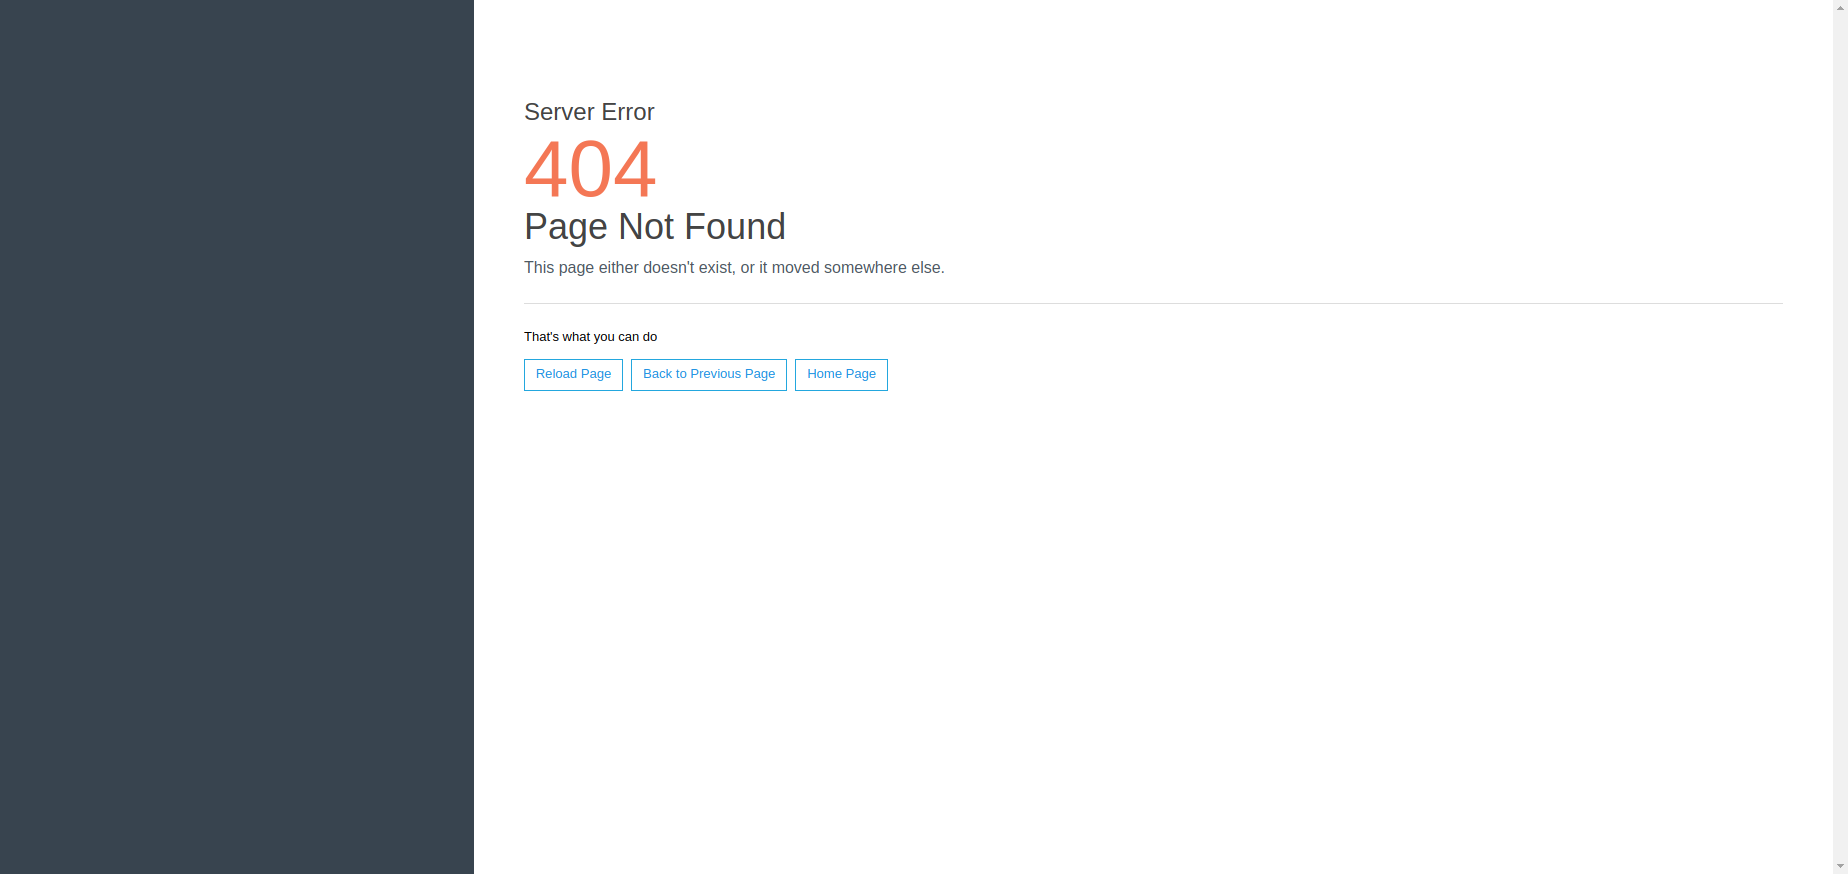 Server Error
404
Page Not Found
This page either doesn't exist, or it moved somewhere else.
That's what you can do
Reload Page Back to Previous Page Home Page